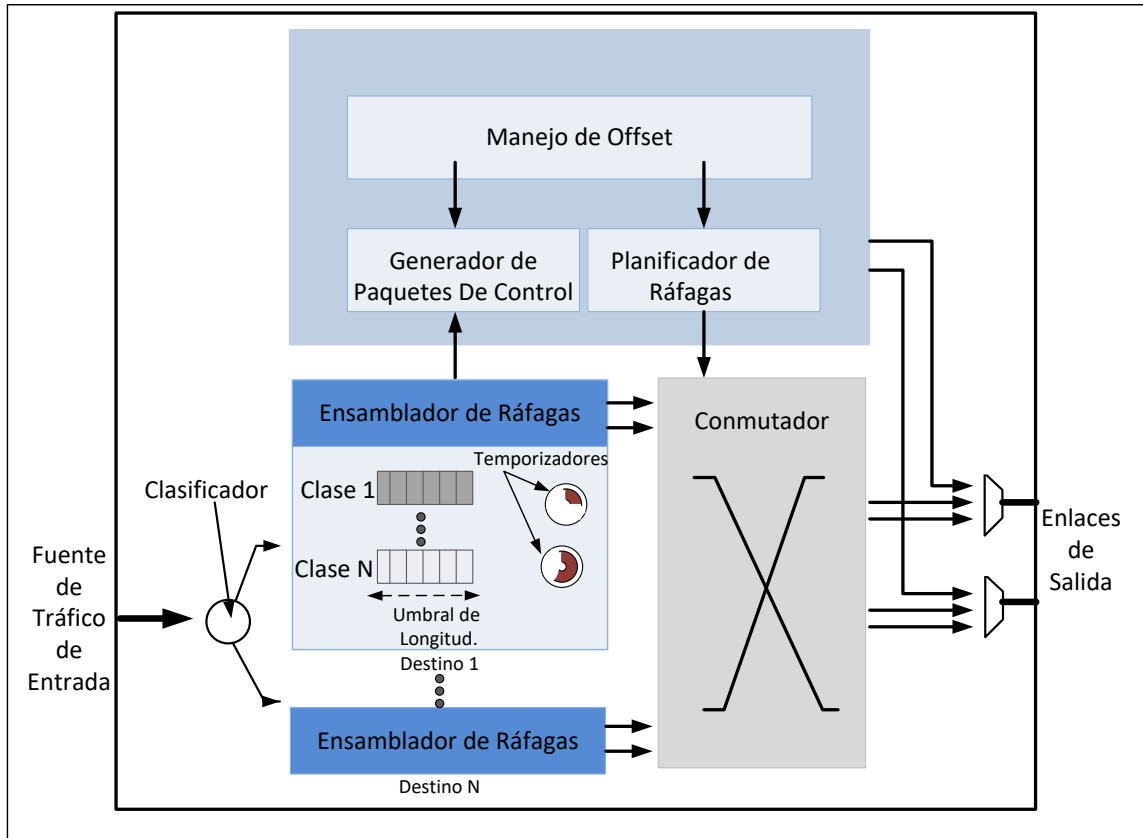 Manejo de Offset
Generador de
Paquetes De Control
Planificador de
Ráfagas
Ensamblador de Ráfagas
Conmutador
Temporizadores
Clasificador
Clase 1
Clase N
Umbral de
Longitud.
Destino 1
Fuente
de
Tráfico
de
Entrada
Enlaces
de
Salida
Ensamblador de Ráfagas
Destino N